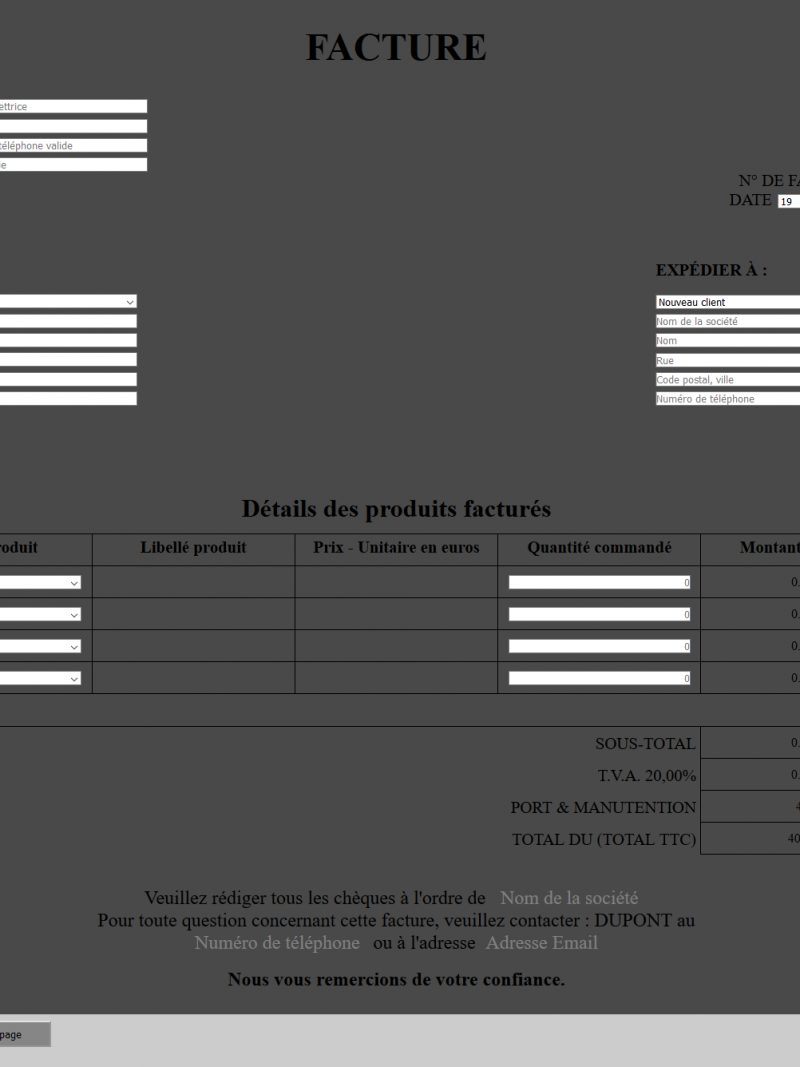 FACTURE
ettrice
téléphone valide
e
N° DE FA
DATE 19
EXPÉDIER À :
Nouveau client
Nom de la société
Nom
Rue
Code postal, ville
Numéro de téléphone
Détails des produits facturés
roduit Libellé produit Prix - Unitaire en euros Quantité commandé Montant
0 0.
0 0.
0 0.
0 0.
SOUS-TOTAL 0.
T.V.A. 20,00% 0.
PORT & MANUTENTION 4
TOTAL DU (TOTAL TTC) 40
Veuillez rédiger tous les chèques à l'ordre de Nom de la société
Pour toute question concernant cette facture, veuillez contacter : DUPONT au
Numéro de téléphone ou à l'adresse Adresse Email
Nous vous remercions de votre confiance.
page